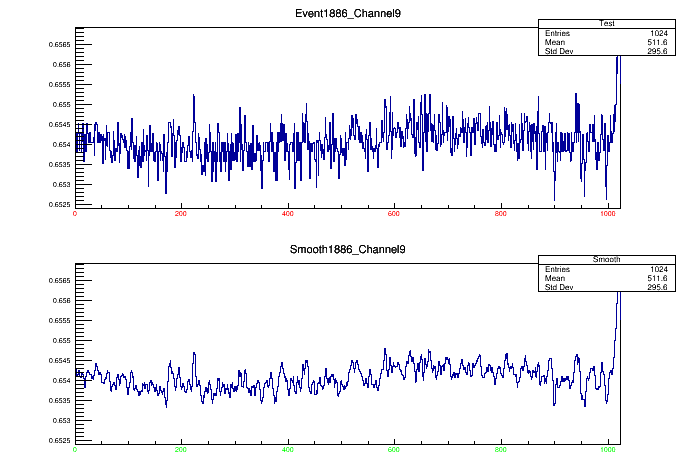 Event1886_Channel9
Test
Entries 1024
Mean 511.6
Std Dev 295.6
0.6565
0.656
0.6555
0.655
0.6545
0.654
0.6535
0.653
0.6525
0 200 400 600 800 1000
Smooth1886_Channel9
Smooth
Entries 1024
Mean 511.6
Std Dev 295.6
0.6565
0.656
0.6555
0.655
0.6545
0.654
0.6535
0.653
0.6525
0 200 400 600 800 1000